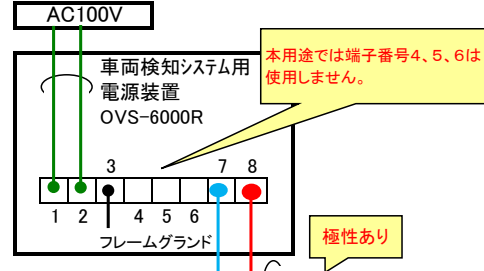 AC100V
本用途では端子番号4、5、6は
使用しません。
車両検知システム用
電源装置
OVS-6000R
3 7 8
1 2 4 5 6
フレームグランド
極性あり